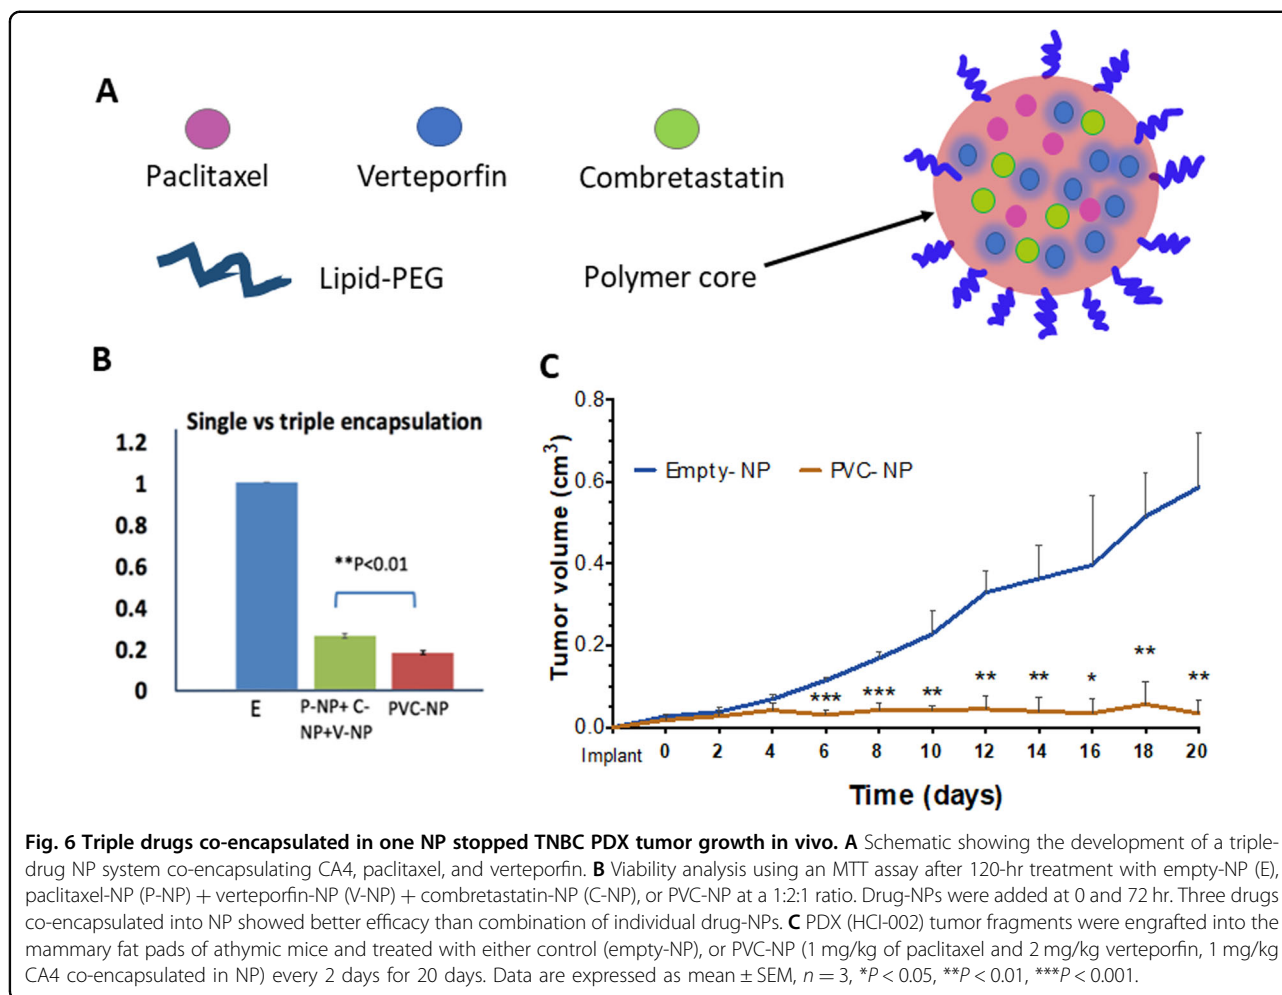 A
Paclitaxel
Verteporfin
Combretastatin
Lipid-PEG
Polymer core
B
Single vs triple encapsulation
1.2
1
0.8
0.6
0.4
0.2
0
**P<0.01
E
P-NP+ C-
NP+V-NP
PVC-NP
C
Tumor volume (cm3)
0.8
0.6
0.4
0.2
0.0
Empty- NP
PVC- NP
***
***
**
**
**
*
**
**
Implant
0
2
4
6
8
10
12
14
16
18
20
Time (days)
Fig. 6 Triple drugs co-encapsulated in one NP stopped TNBC PDX tumor growth in vivo. A Schematic showing the development of a triple-
drug NP system co-encapsulating CA4, paclitaxel, and verteporfin. B Viability analysis using an MTT assay after 120-hr treatment with empty-NP (E),
paclitaxel-NP (P-NP) + verteporfin-NP (V-NP) + combretastatin-NP (C-NP), or PVC-NP at a 1:2:1 ratio. Drug-NPs were added at 0 and 72 hr. Three drugs
co-encapsulated into NP showed better efficacy than combination of individual drug-NPs. C PDX (HCI-002) tumor fragments were engrafted into the
mammary fat pads of athymic mice and treated with either control (empty-NP), or PVC-NP (1 mg/kg of paclitaxel and 2 mg/kg verteporfin, 1 mg/kg
CA4 co-encapsulated in NP) every 2 days for 20 days. Data are expressed as mean ± SEM, n = 3, *P < 0.05, **P < 0.01, ***P < 0.001.